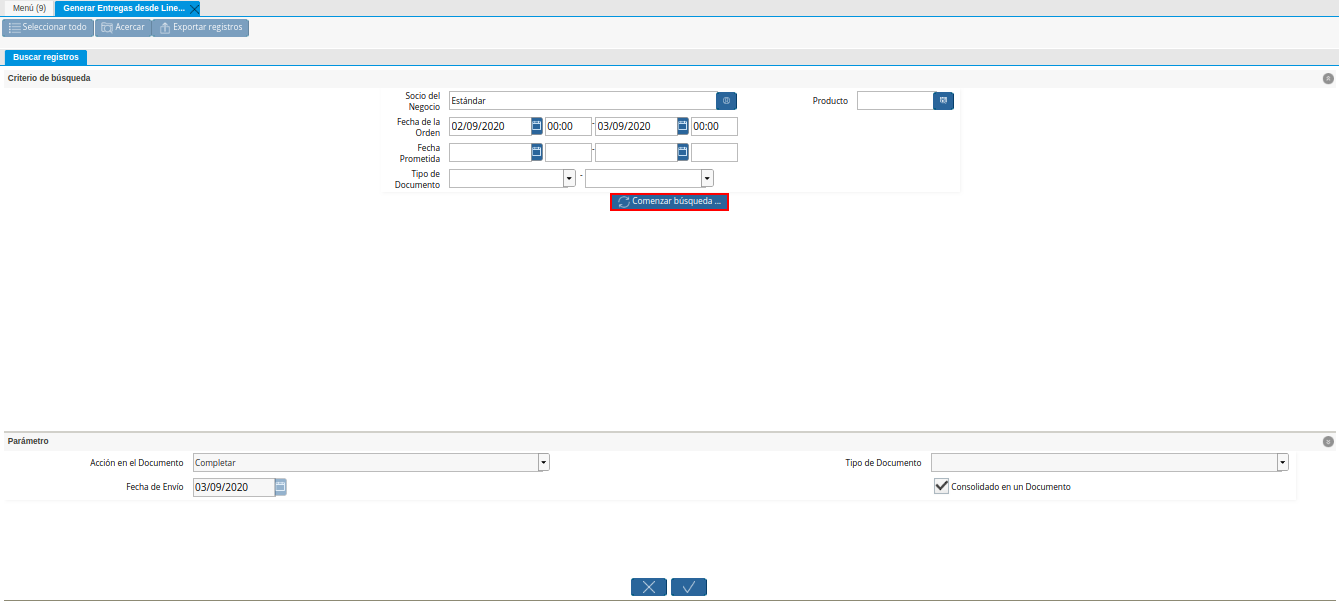 Menú (9)
Generar Entregas desde Line...
Seleccionar todo
Acercar
Exportar registros
Buscar registros
Criterio de búsqueda
Socio del
Negocio
Estándar
Producto
Fecha de la
Orden
02/09/2020
00:00
-
03/09/2020
00:00
Fecha
Prometida
-
Tipo de
Documento
-
Comenzar búsqueda ...
Parámetro
Acción en el Documento
Completar
Tipo de Documento
Fecha de Envío
03/09/2020
Consolidado en un Documento